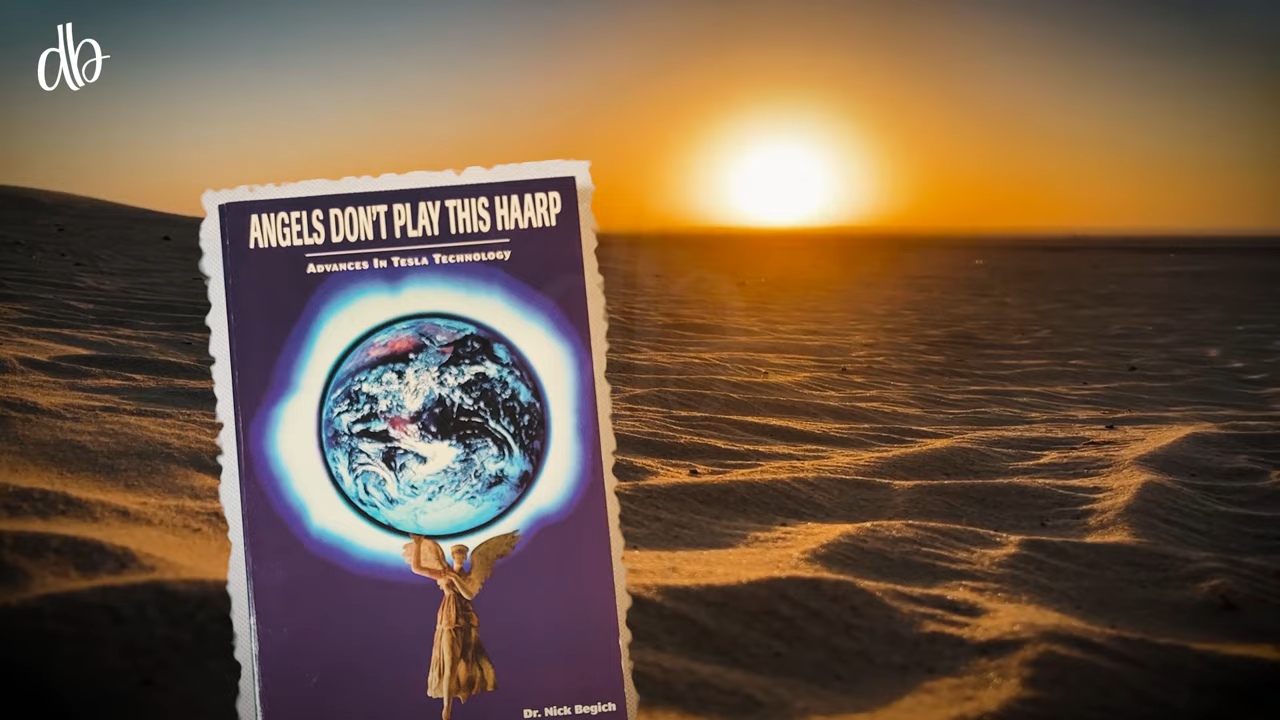 db
ANGELS DON'T PLAY THIS HAARP
ADVANCES IN TESLA TECHNOLOGY
Dr. Nick Begich